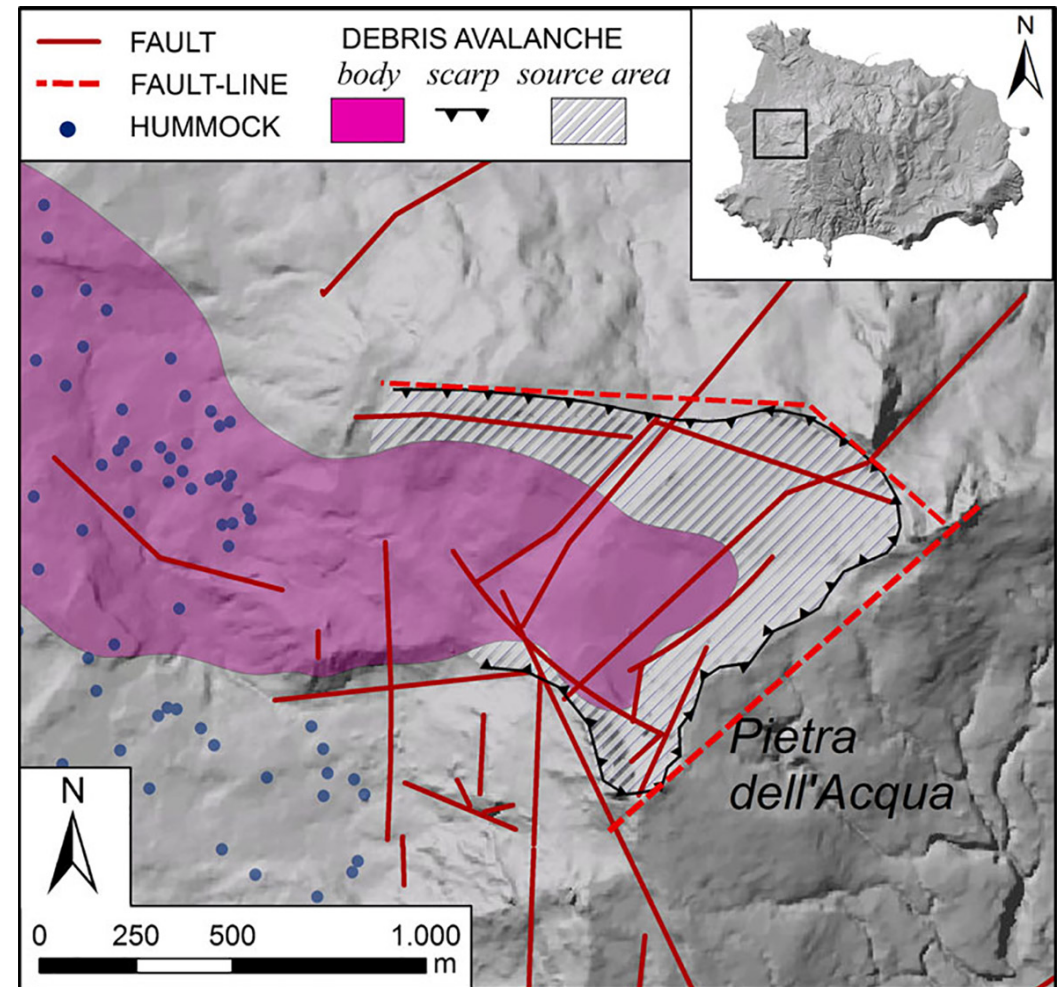 FAULT
FAULT-LINE
HUMMOCK
DEBRIS AVALANCHE
body scarp source area
N
Pietra
dell'Acqua
N
0 250 500 1.000
m